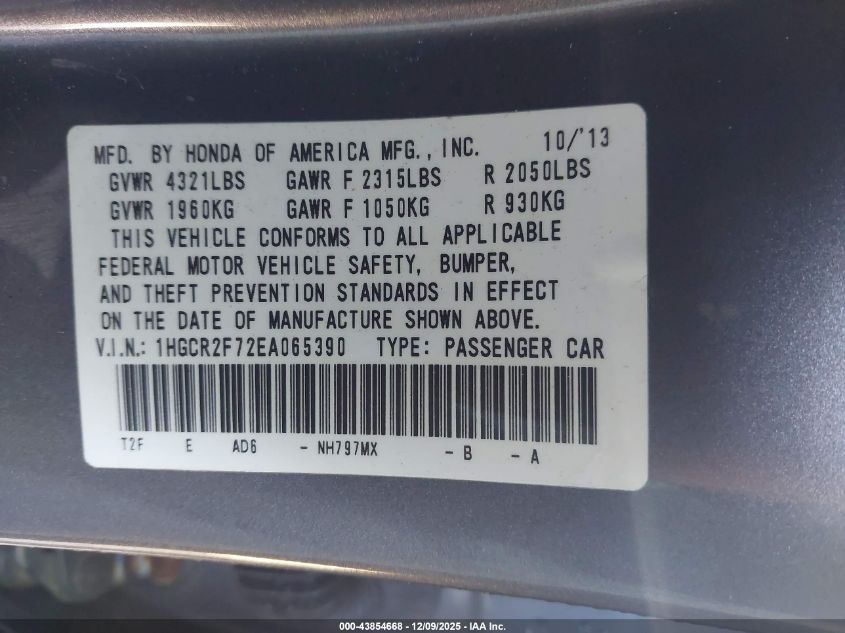 MFD. BY HONDA OF AMERICA MFG., INC. 10/'13
GVWR 4321LBS GAWR F 2315LBS R 2050LBS
GVWR 1960KG GAWR F 1050KG R 930KG
THIS VEHICLE CONFORMS TO ALL APPLICABLE
FEDERAL MOTOR VEHICLE SAFETY, BUMPER,
AND THEFT PREVENTION STANDARDS IN EFFECT
ON THE DATE OF MANUFACTURE SHOWN ABOVE.
V.I.N.: 1HGCR2F72EA065390 TYPE: PASSENGER CAR
T2F E AD6 - NH797MX - B - A
000-43854668 - 12/09/2025 - IAA Inc.